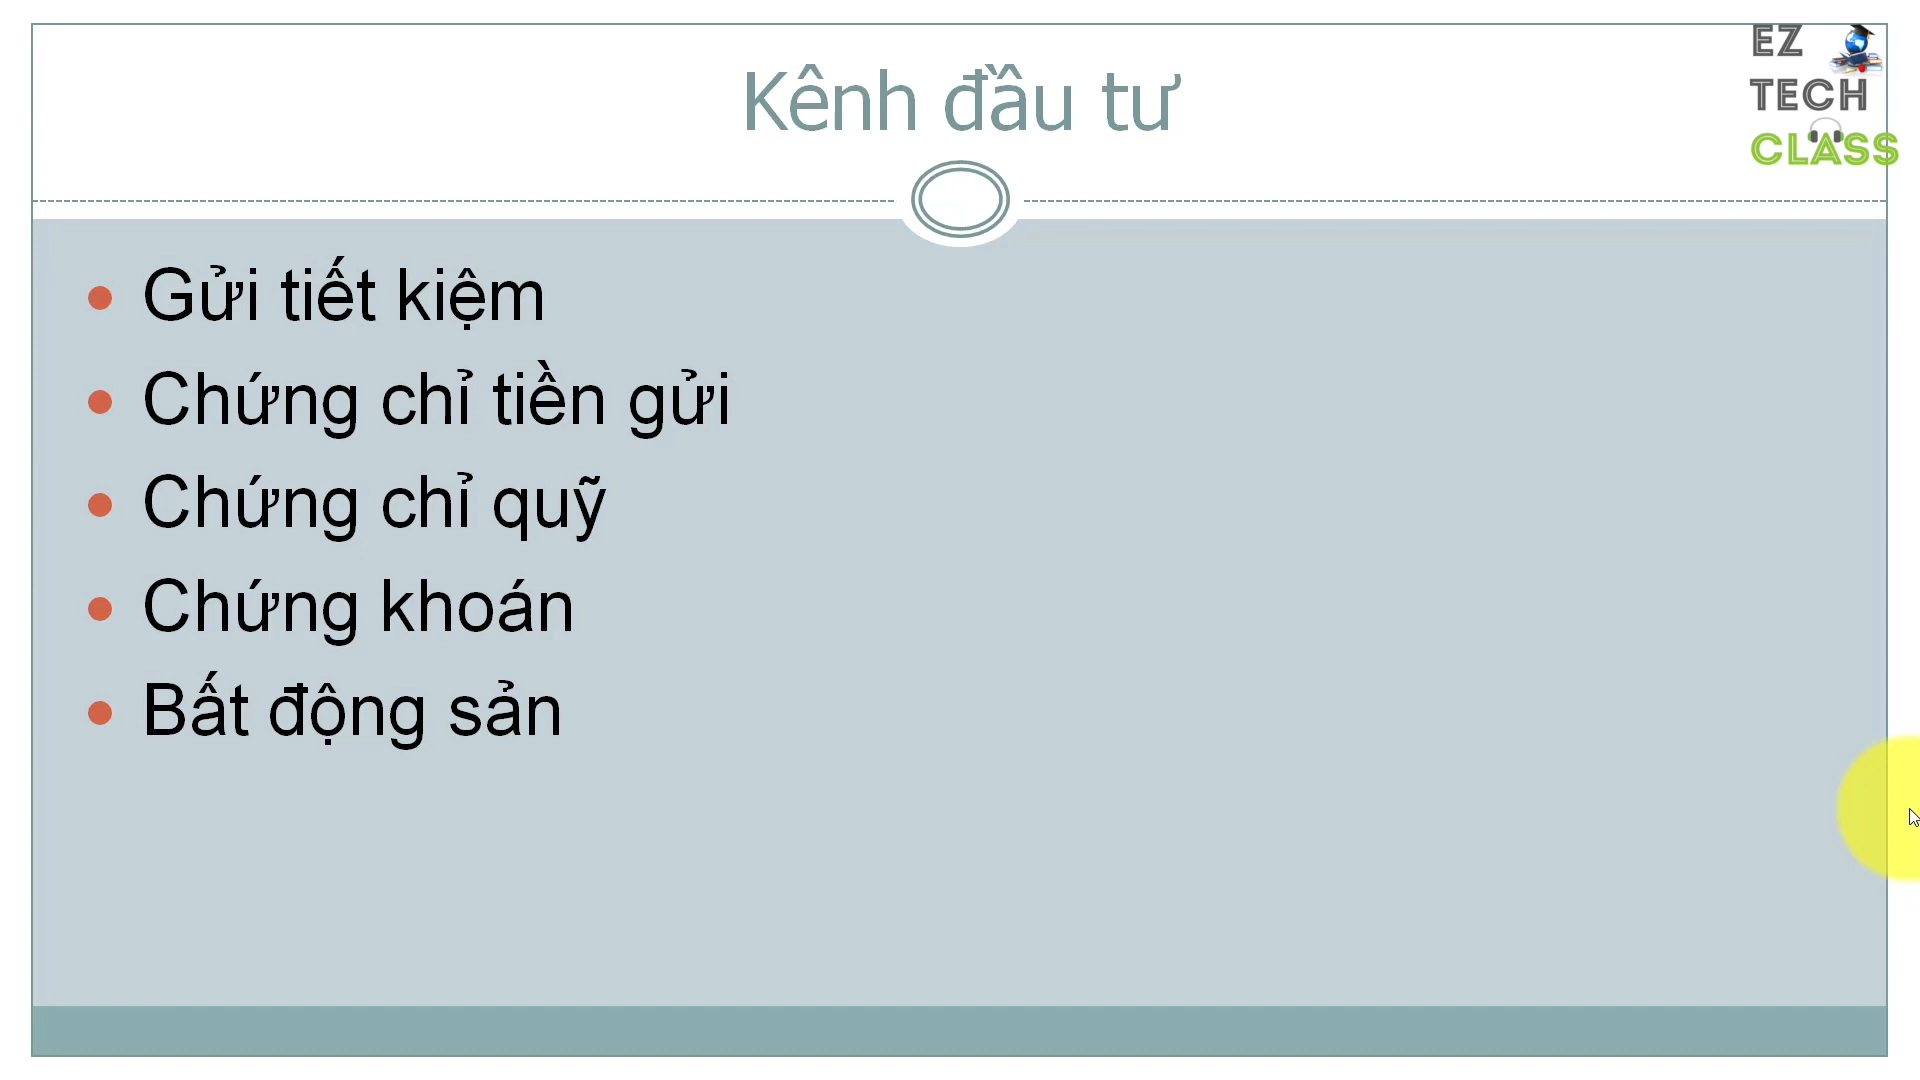 Kênh đầu tư
EZ
TECH
CLASS
Gửi tiết kiệm
Chứng chỉ tiền gửi
Chứng chỉ quỹ
Chứng khoán
Bất động sản